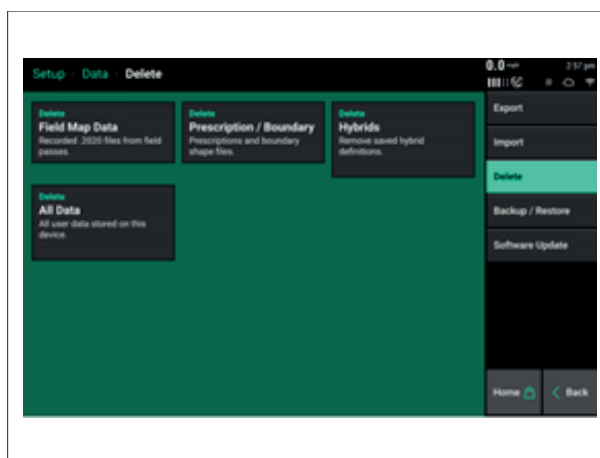 Setup Data Delete
0.0 mph 2:57 pm
Delete
Field Map Data
Recorded .2020 files from field
passes.
Delete
Prescription / Boundary
Prescriptions and boundary
shape files.
Delete
Hybrids
Remove saved hybrid
definitions.
Delete
All Data
All user data stored on this
device.
Export
Import
Delete
Backup / Restore
Software Update
Home
Back